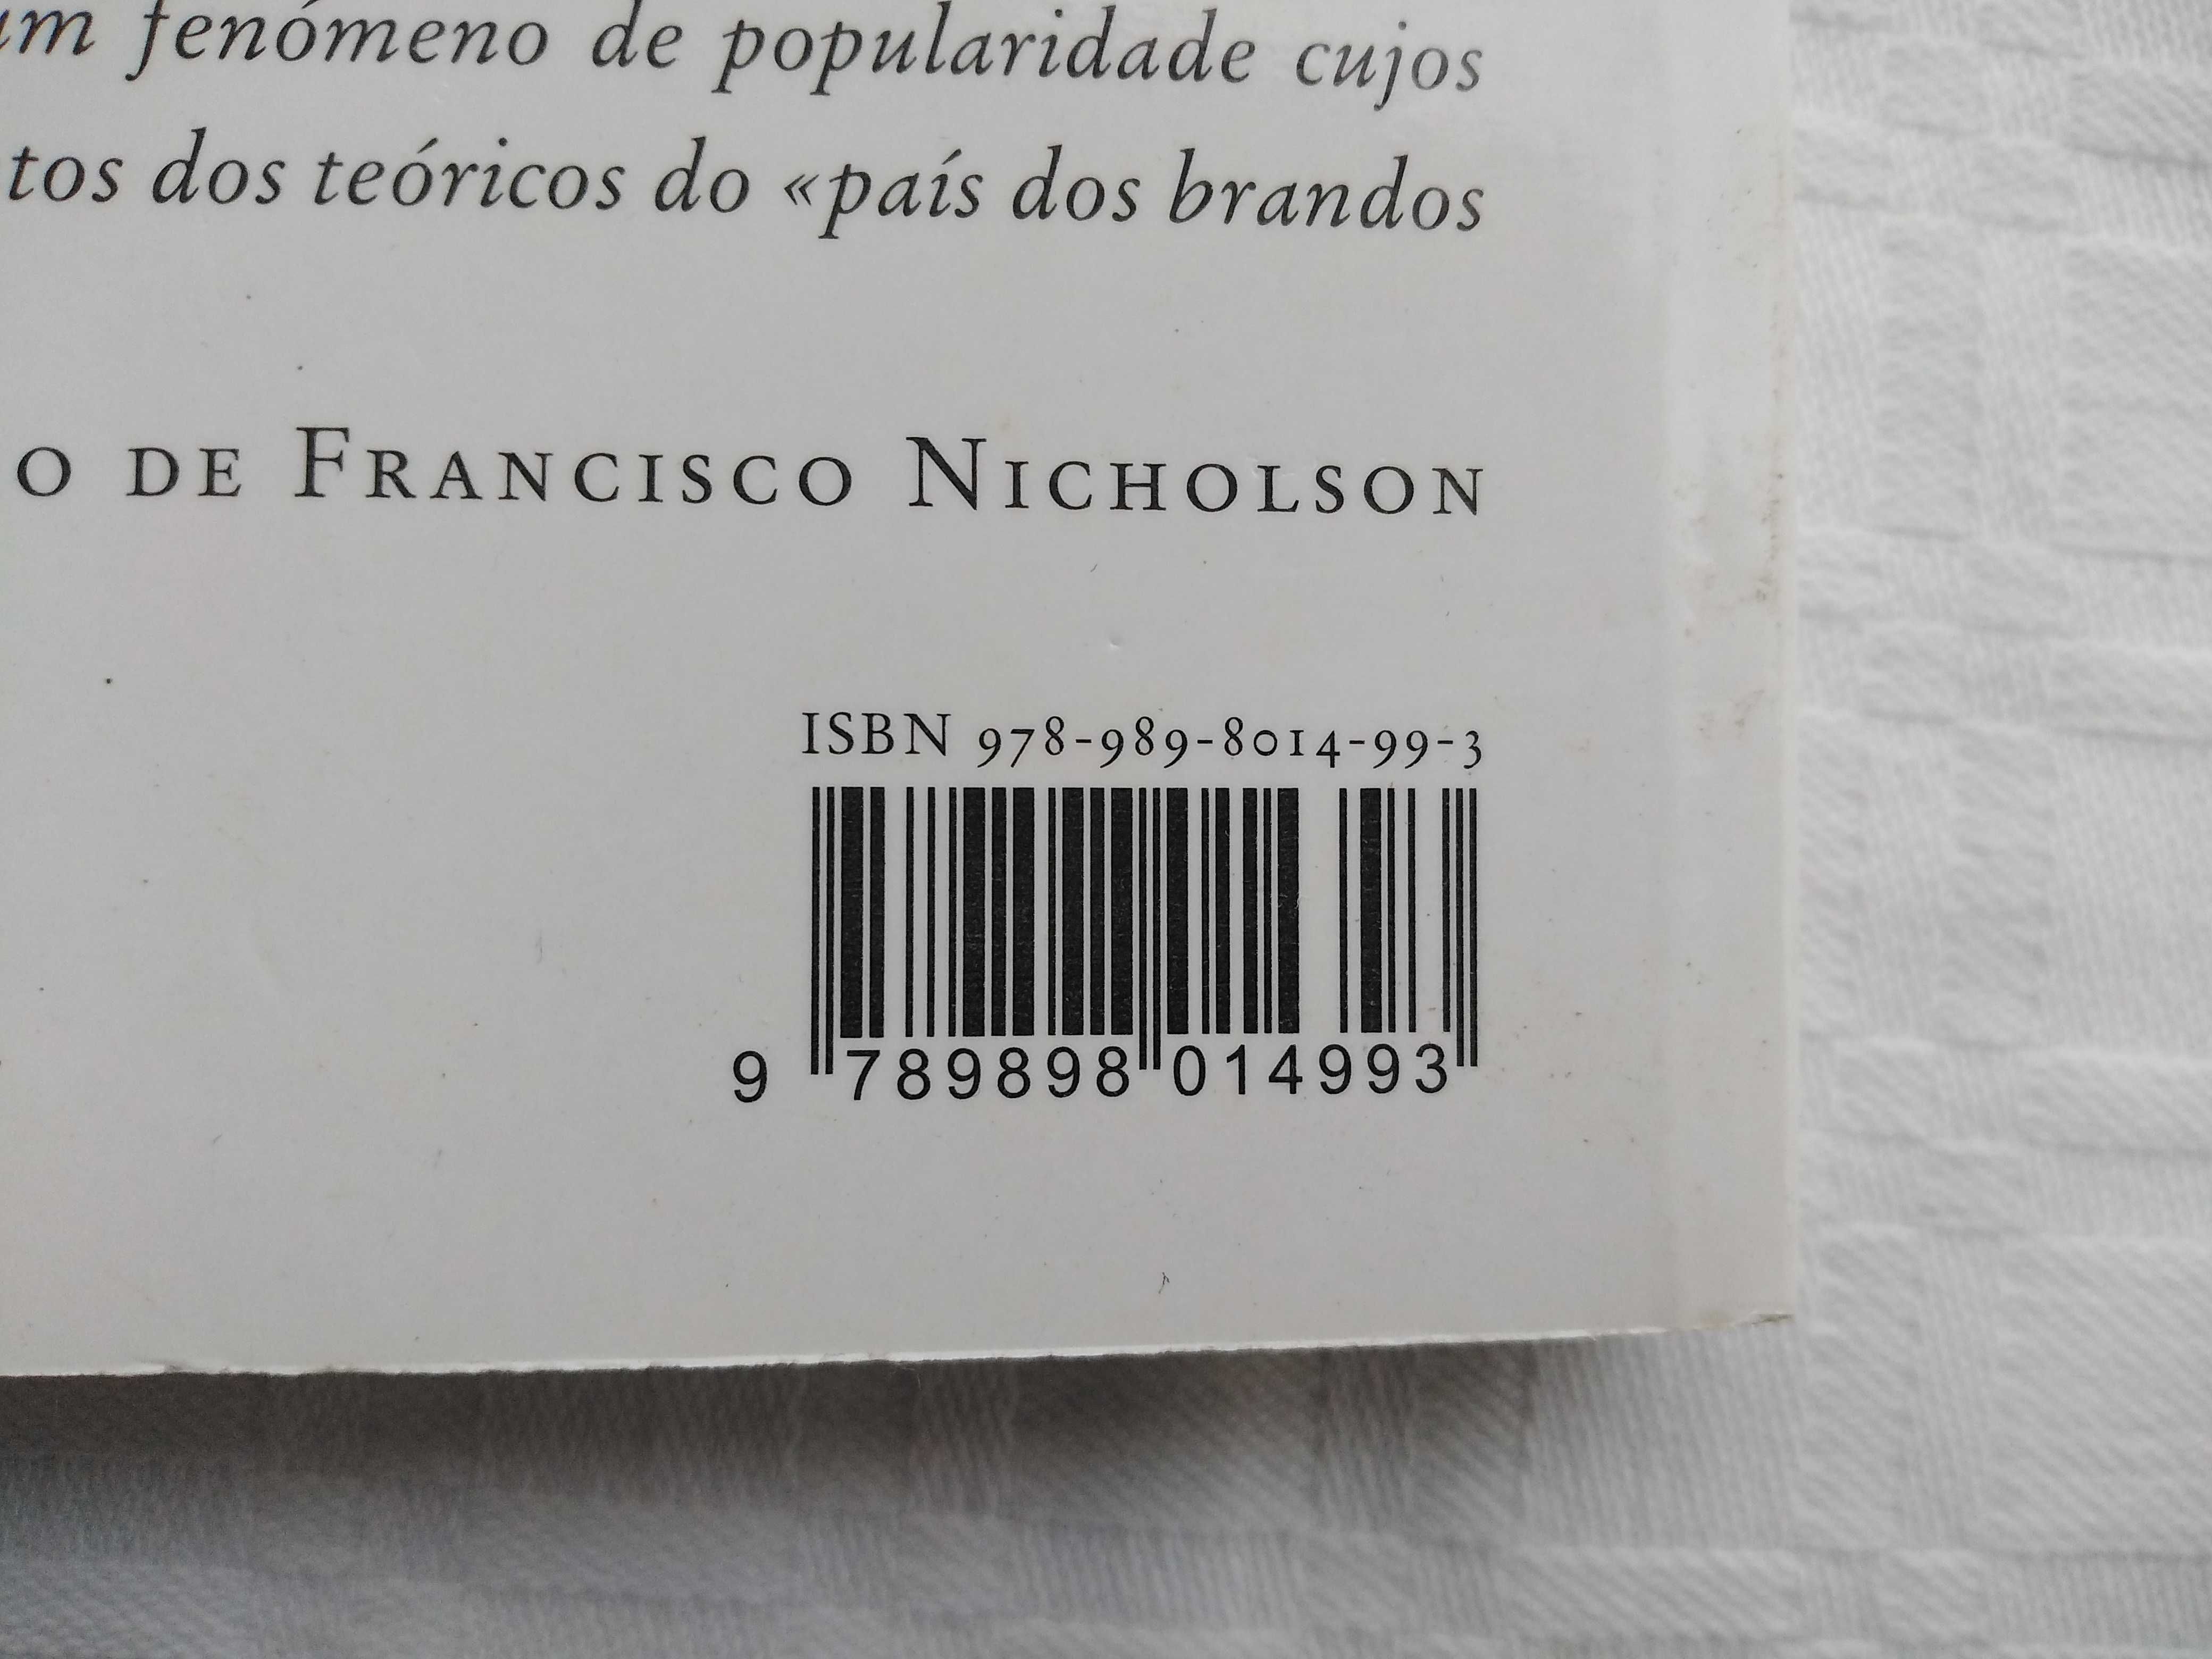 um fenómeno de popularidade cujos
tos dos teóricos do «país dos brandos
O DE FRANCISCO NICHOLSON
ISBN 978-989-8014-99-3
9 789898 014993